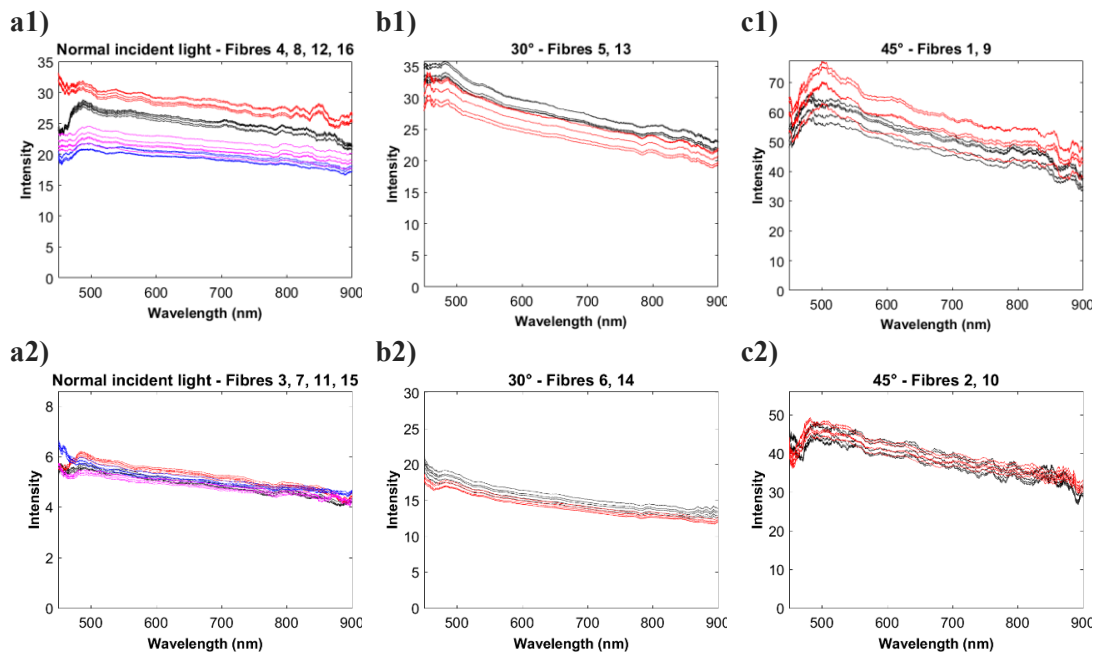 a1)
Normal incident light - Fibres 4, 8, 12, 16
35
30
25
20
15
10
5
0
Intensity
500 600 700 800 900
Wavelength (nm)
b1)
30° - Fibres 5, 13
35
30
25
20
15
10
5
0
Intensity
500 600 700 800 900
Wavelength (nm)
c1)
45° - Fibres 1, 9
70
60
50
40
30
20
10
0
Intensity
500 600 700 800 900
Wavelength (nm)
a2)
Normal incident light - Fibres 3, 7, 11, 15
8
6
4
2
0
Intensity
500 600 700 800 900
Wavelength (nm)
b2)
30° - Fibres 6, 14
30
25
20
15
10
5
0
Intensity
500 600 700 800 900
Wavelength (nm)
c2)
45° - Fibres 2, 10
50
40
30
20
10
0
Intensity
500 600 700 800 900
Wavelength (nm)